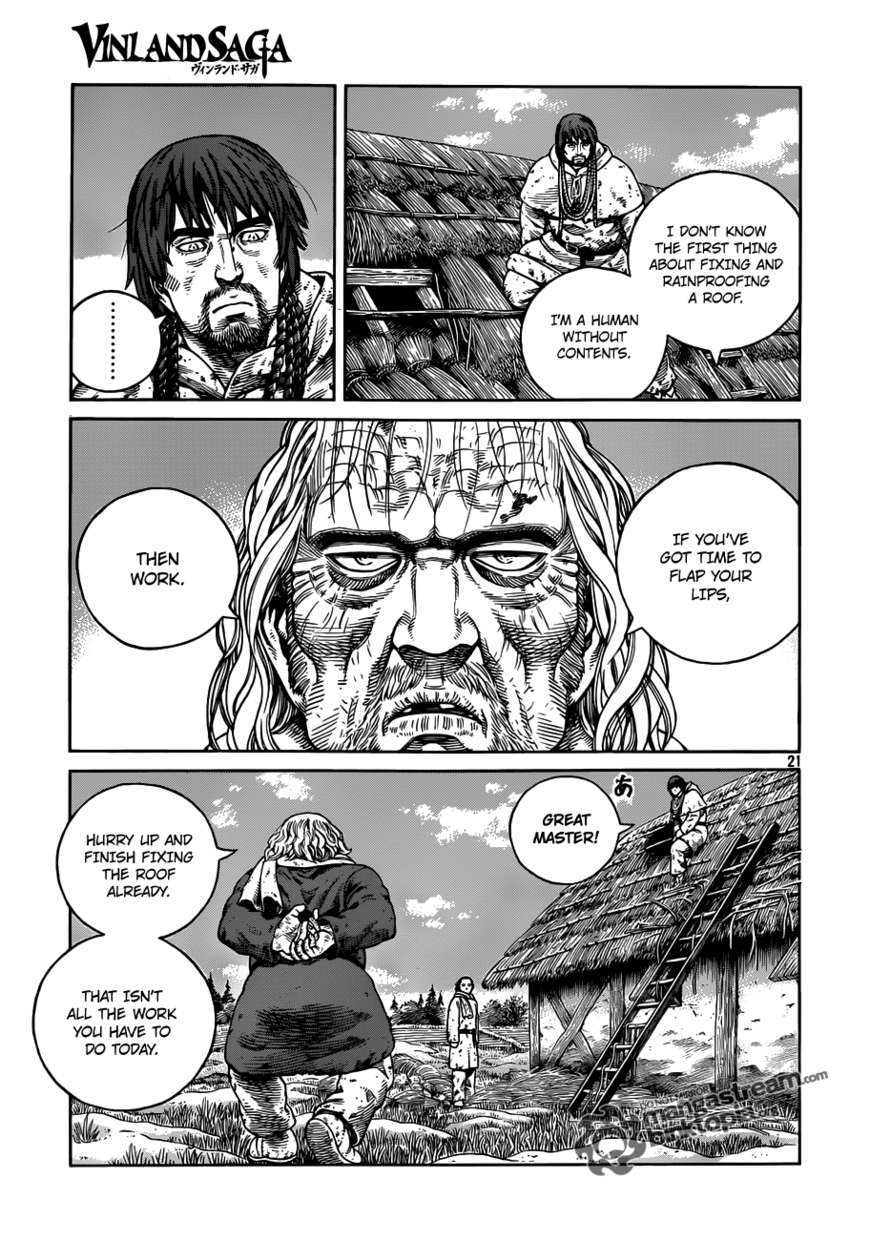 VINLAND SAGA
ヴィンランド・サガ
I DON'T KNOW
THE FIRST THING
ABOUT FIXING AND
RAINPROOFING
A ROOF.
I'M A HUMAN
WITHOUT
CONTENTS.
........
IF YOU'VE
GOT TIME TO
FLAP YOUR
LIPS,
THEN
WORK.
21
あ
GREAT
MASTER!
HURRY UP AND
FINISH FIXING
THE ROOF
ALREADY.
THAT ISN'T
ALL THE WORK
YOU HAVE TO
DO TODAY.
mangastream.com